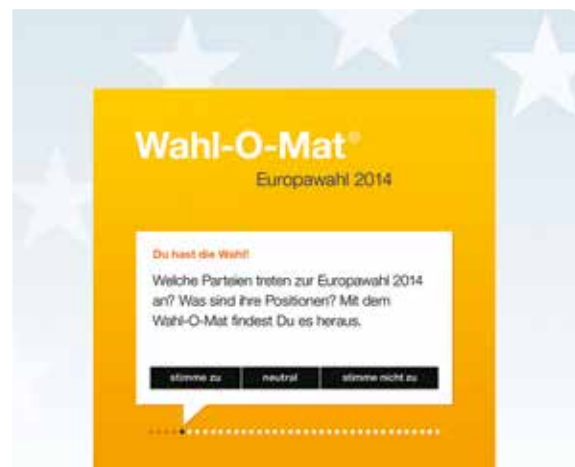 Wahl-O-Mat®
Europawahl 2014
Du hast die Wahl!
Welche Parteien treten zur Europawahl 2014
an? Was sind ihre Positionen? Mit dem
Wahl-O-Mat findest Du es heraus.
stimme zu neutral stimme nicht zu